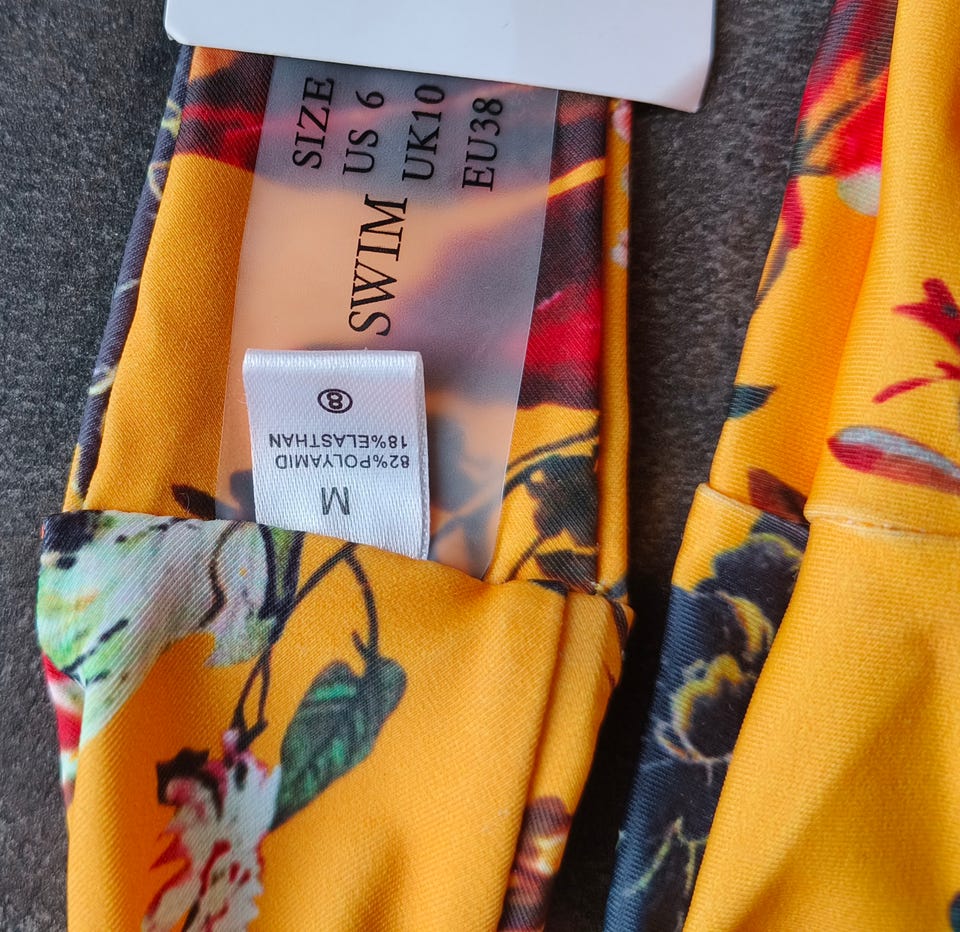 SIZE
US 6
UK10
EU38
SWIM
M
82%POLYAMID
18%ELASTHAN
8